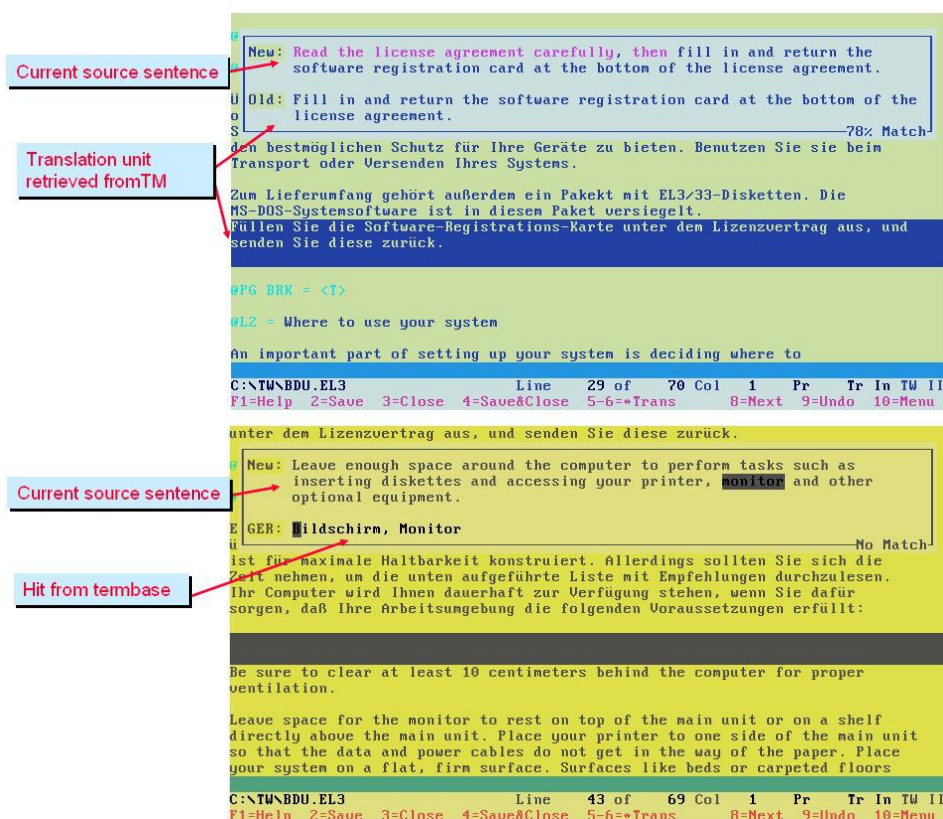 @
New: Read the license agreement carefully, then fill in and return the
software registration card at the bottom of the license agreement.
Current source sentence
U Old: Fill in and return the software registration card at the bottom of the
o license agreement.
S
78% Match
den bestmöglichen Schutz für Ihre Geräte zu bieten. Benutzen Sie sie beim
Transport oder Versenden Ihres Systems.
Translation unit
retrieved fromTM
Zum Lieferumfang gehört außerdem ein Pakekt mit EL3/33-Disketten. Die
MS-DOS-Systemsoftware ist in diesem Paket versiegelt.
Füllen Sie die Software-Registrations-Karte unter dem Lizenzvertrag aus, und
senden Sie diese zurück.
@PG BRK = <T>
@L2 = Where to use your system
An important part of setting up your system is deciding where to
C:\TW\BDU.EL3 Line 29 of 70 Col 1 Pr Tr In TW II
F1=Help 2=Save 3=Close 4=Save&Close 5-6=*Trans 8=Next 9=Undo 10=Menu
unter dem Lizenzvertrag aus, und senden Sie diese zurück.
@ New: Leave enough space around the computer to perform tasks such as
inserting diskettes and accessing your printer, monitor and other
optional equipment.
Current source sentence
E GER: Bildschirm, Monitor
ü
No Match
ist für maximale Haltbarkeit konstruiert. Allerdings sollten Sie sich die
Zeit nehmen, um die unten aufgeführte Liste mit Empfehlungen durchzulesen.
Ihr Computer wird Ihnen dauerhaft zur Verfügung stehen, wenn Sie dafür
sorgen, daß Ihre Arbeitsumgebung die folgenden Voraussetzungen erfüllt:
Hit from termbase
Be sure to clear at least 10 centimeters behind the computer for proper
ventilation.
Leave space for the monitor to rest on top of the main unit or on a shelf
directly above the main unit. Place your printer to one side of the main unit
so that the data and power cables do not get in the way of the paper. Place
your system on a flat, firm surface. Surfaces like beds or carpeted floors
C:\TW\BDU.EL3 Line 43 of 69 Col 1 Pr Tr In TW II
F1=Help 2=Save 3=Close 4=Save&Close 5-6=*Trans 8=Next 9=Undo 10=Menu